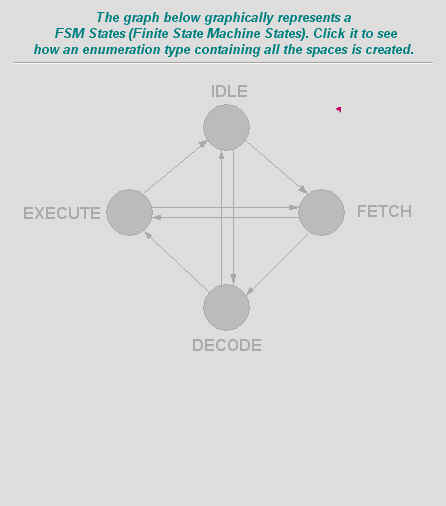 The graph below graphically represents a
FSM States (Finite State Machine States). Click it to see
how an enumeration type containing all the spaces is created.
IDLE
EXECUTE
FETCH
DECODE